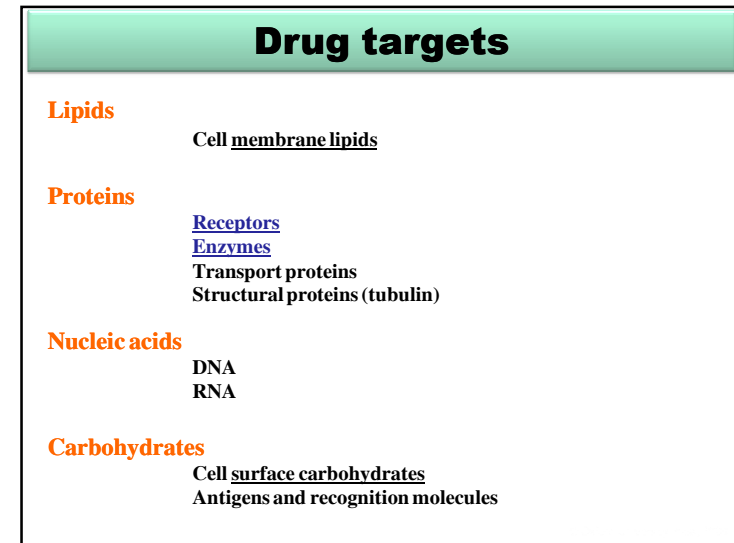 Drug targets
Lipids
Cell membrane lipids
Proteins
Receptors
Enzymes
Transport proteins
Structural proteins (tubulin)
Nucleic acids
DNA
RNA
Carbohydrates
Cell surface carbohydrates
Antigens and recognition molecules